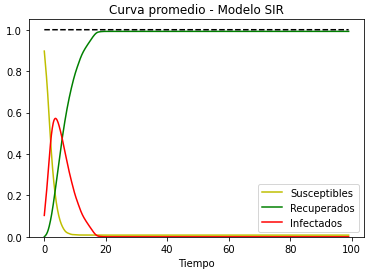 Curva promedio - Modelo SIR
1.0
0.8
0.6
0.4
0.2
0.0
Susceptibles
Recuperados
Infectados
0 20 40 60 80 100
Tiempo